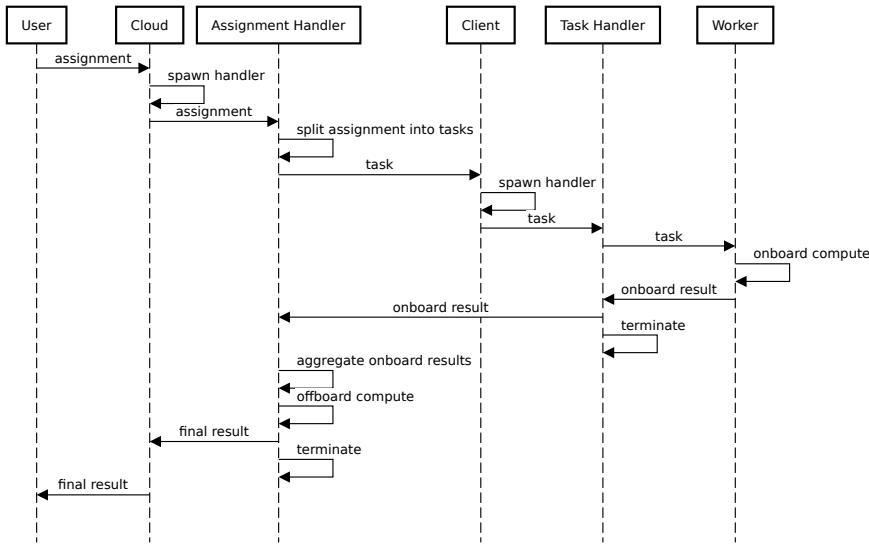 User
Cloud
Assignment Handler
Client
Task Handler
Worker
assignment
spawn handler
assignment
split assignment into tasks
task
spawn handler
task
task
onboard compute
onboard result
onboard result
terminate
aggregate onboard results
offboard compute
final result
terminate
final result